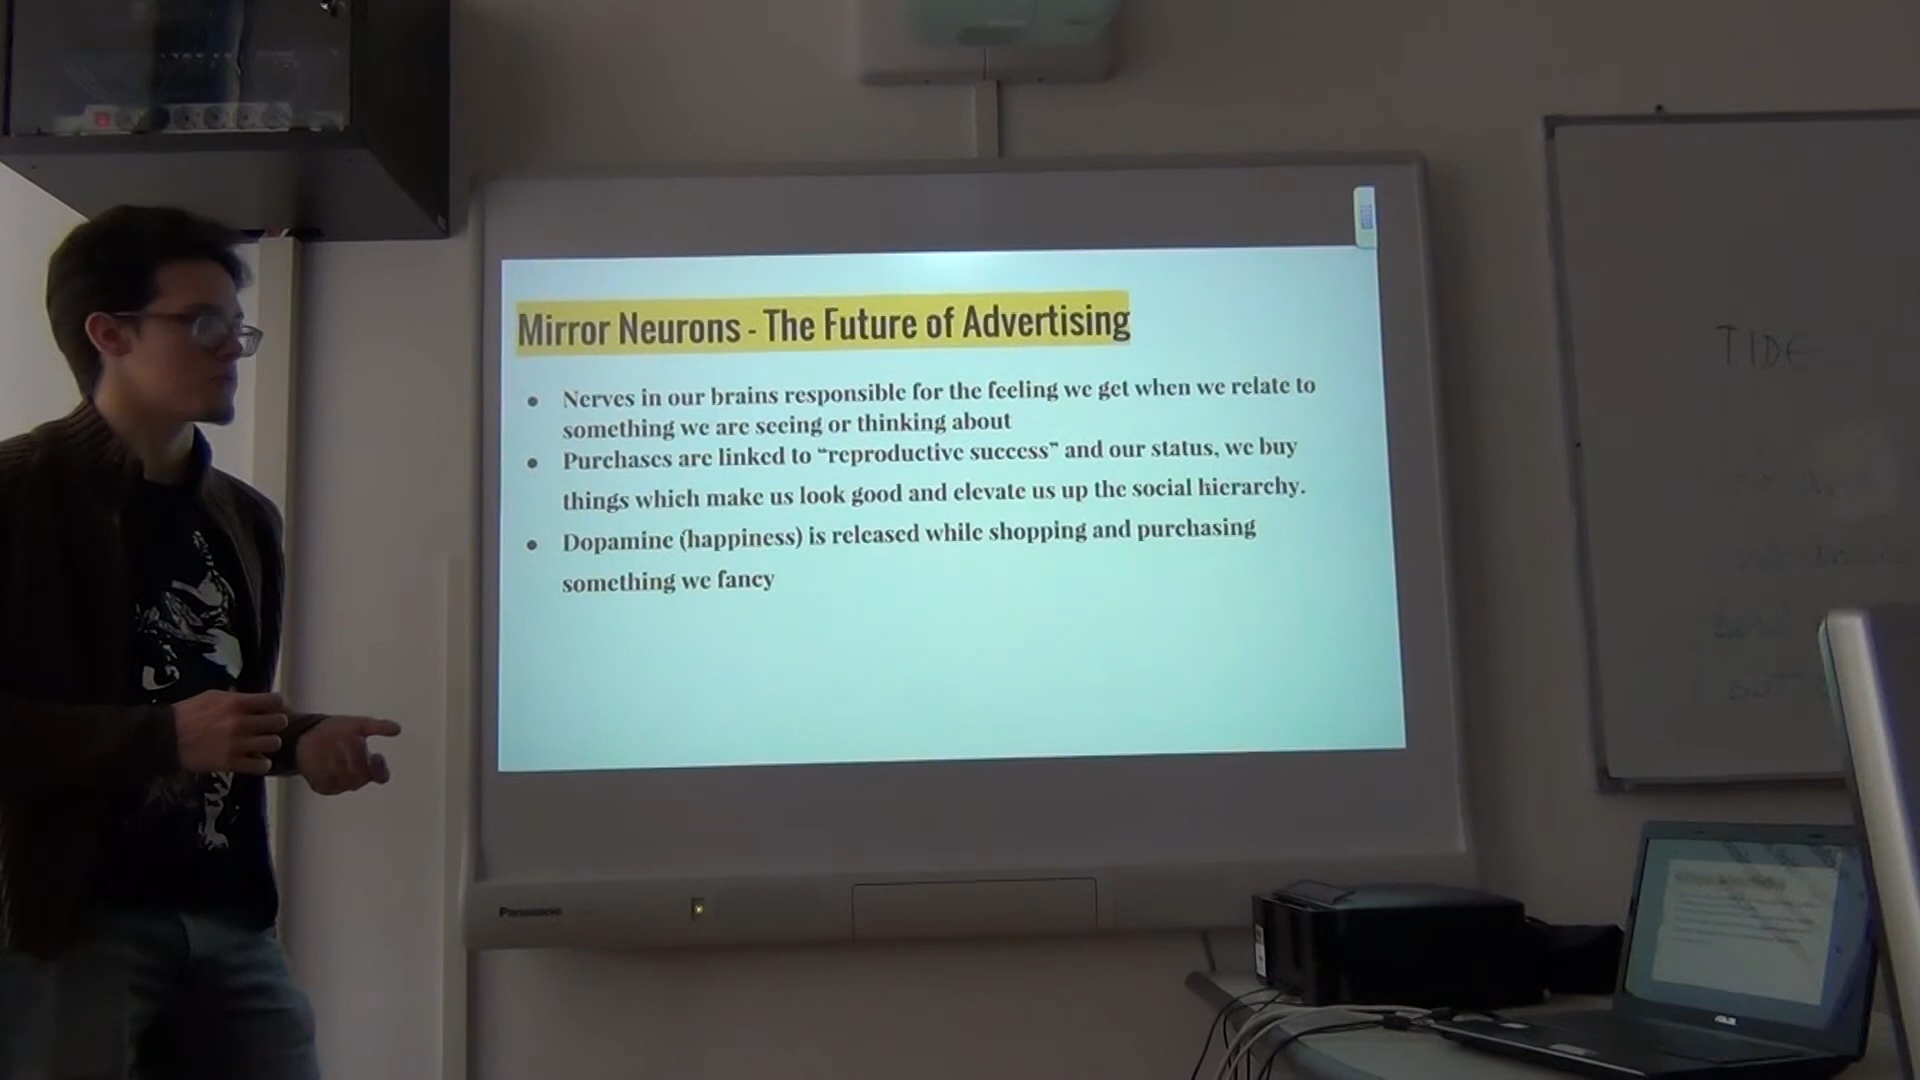 Mirror Neurons - The Future of Advertising
● Nerves in our brains responsible for the feeling we get when we relate to
something we are seeing or thinking about
● Purchases are linked to “reproductive success” and our status, we buy
things which make us look good and elevate us up the social hierarchy.
● Dopamine (happiness) is released while shopping and purchasing
something we fancy
TIDE
Panasonic
ASUS